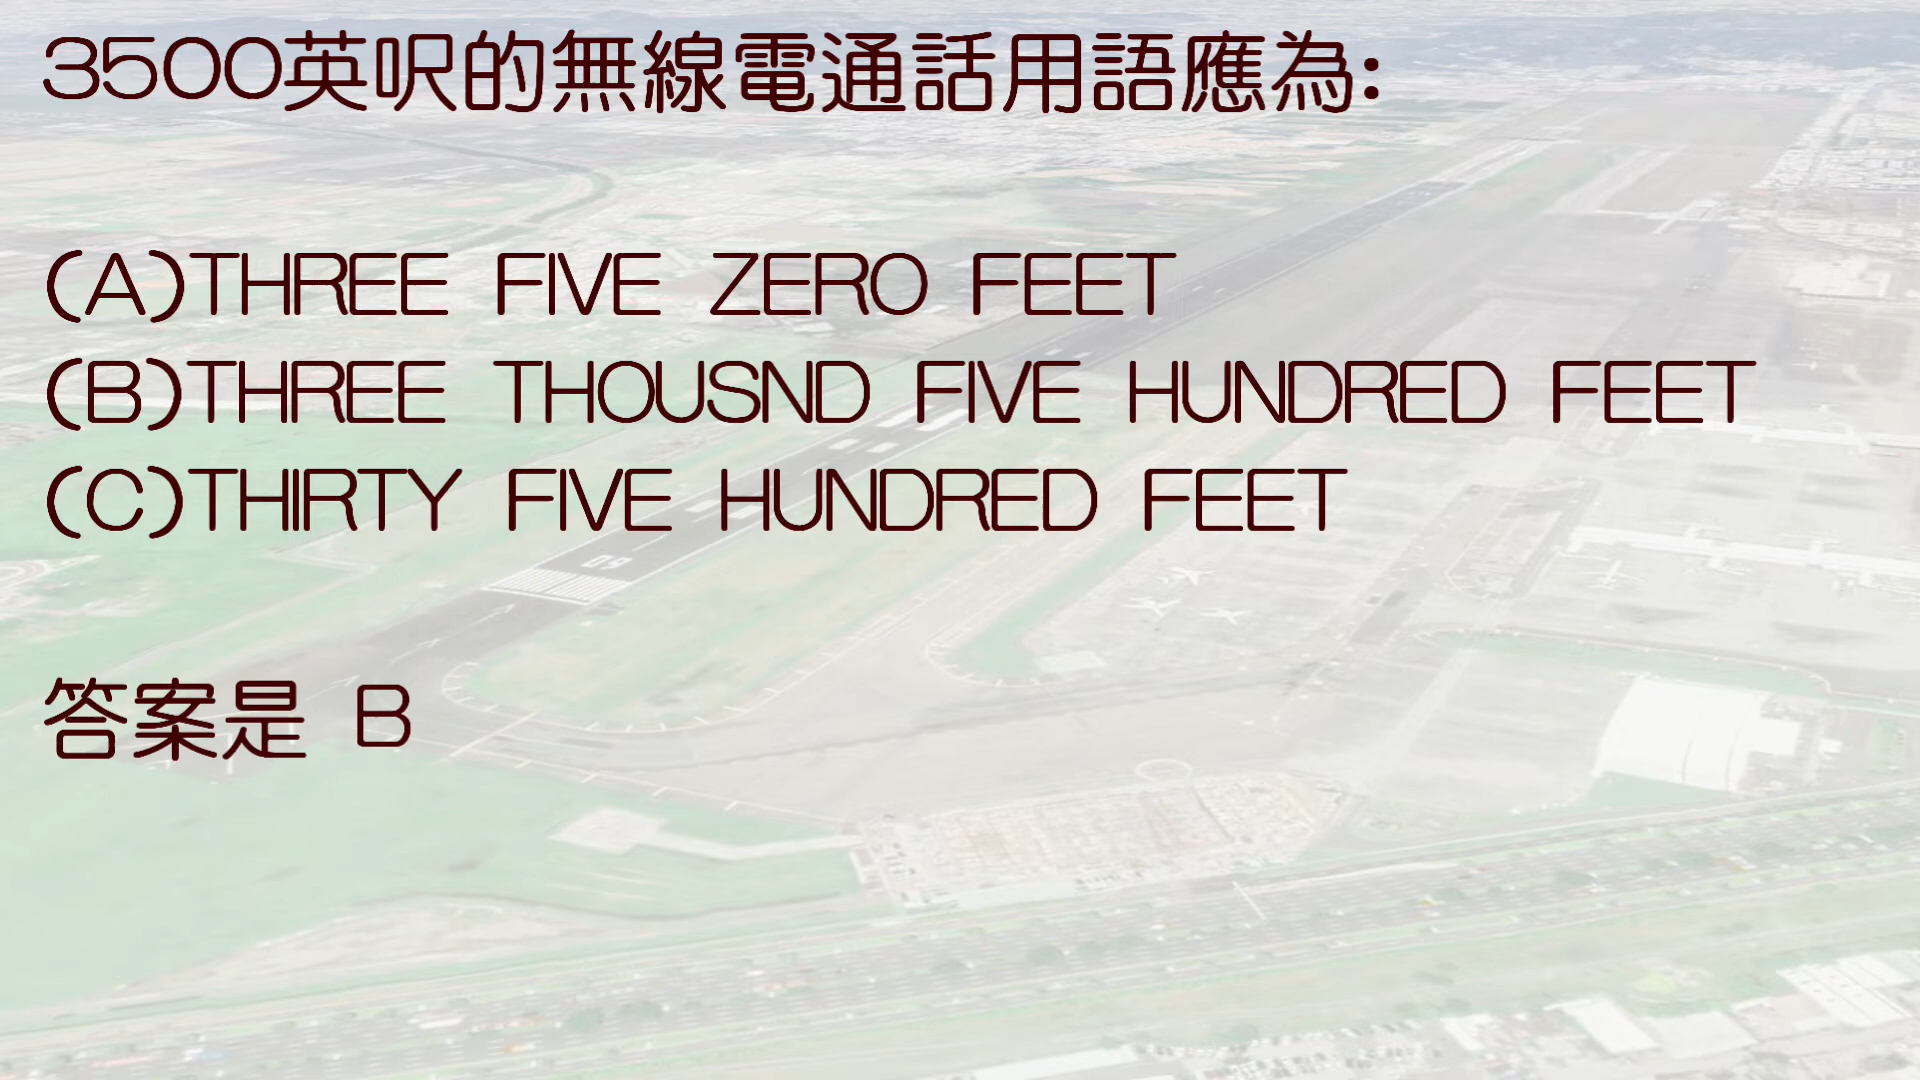 3500英呎的無線電通話用語應為:
(A)THREE FIVE ZERO FEET
(B)THREE THOUSND FIVE HUNDRED FEET
(C)THIRTY FIVE HUNDRED FEET
答案是 B
09